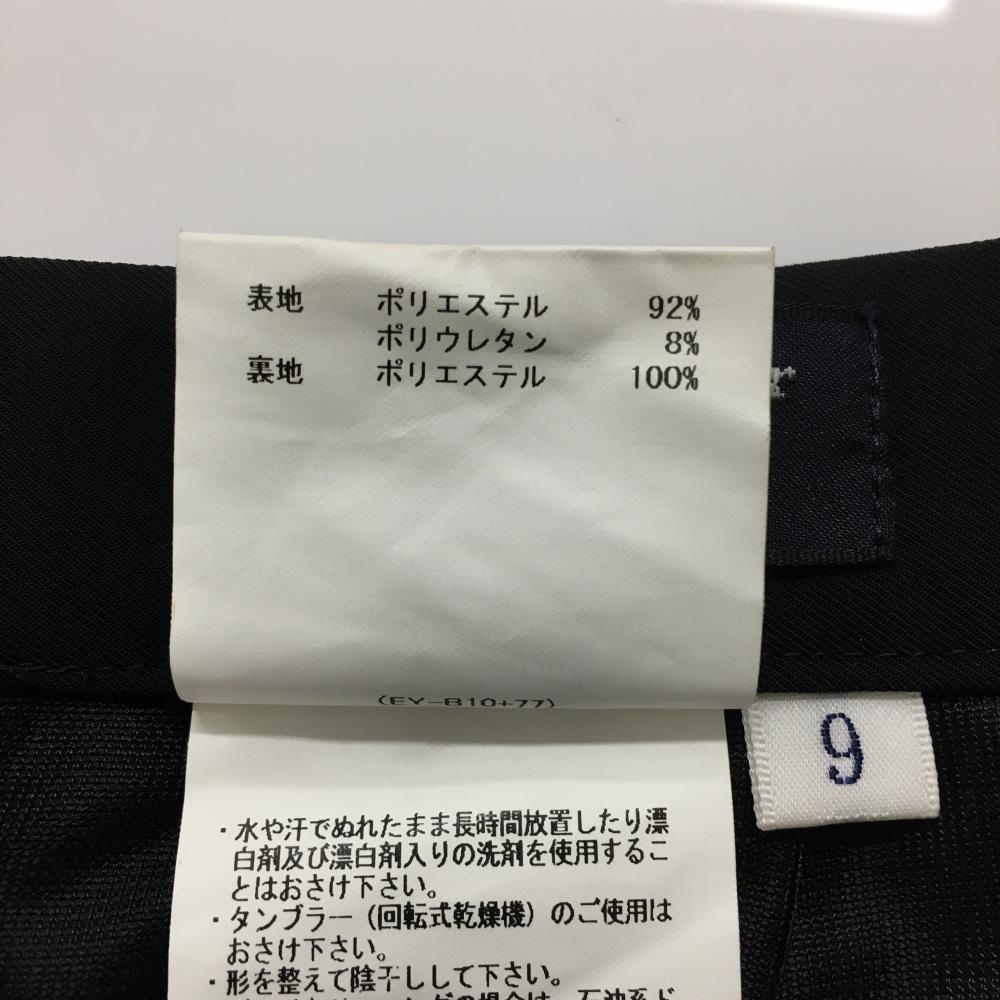 表地 ポリエステル 92%
ポリウレタン 8%
裏地 ポリエステル 100%
(EY-B10+77)
9
・水や汗でぬれたまま長時間放置したり漂
白剤及び漂白剤入りの洗剤を使用するこ
とはおさけ下さい。
・タンブラー（回転式乾燥機）のご使用は
おさけ下さい。
・形を整えて陰干しして下さい。